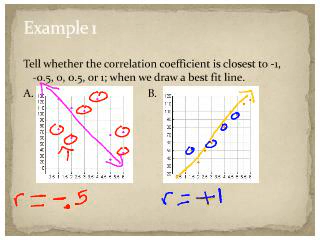 Example 1
Tell whether the correlation coefficient is closest to -1,
-0.5, 0, 0.5, or 1; when we draw a best fit line.
A. B.
r = -.5 r = +1